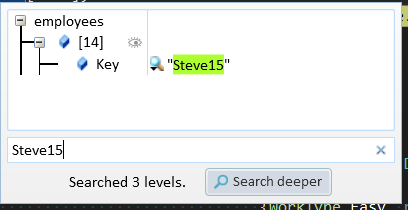 employees
[14]
Key "Steve15"
Steve15
Searched 3 levels. Search deeper
WorkType Easy